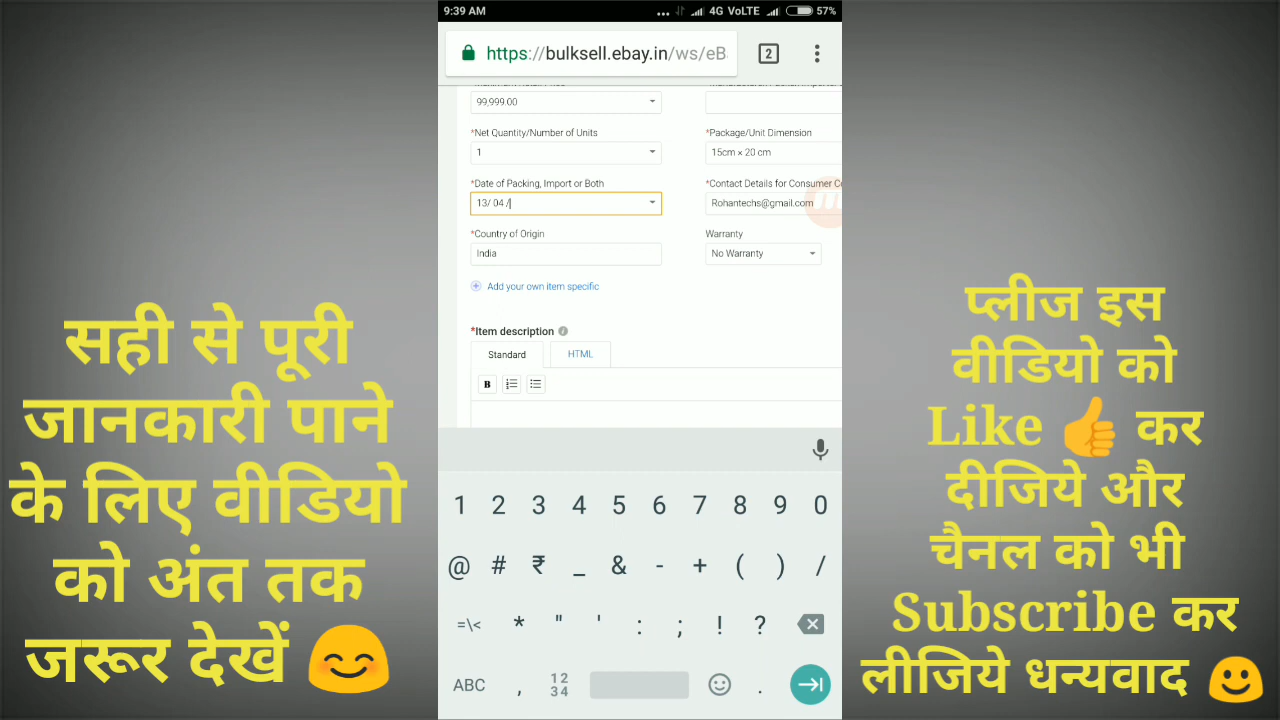 सही से पूरी
जानकारी पाने
के लिए वीडियो
को अंत तक
जरूर देखें 😊
9:39 AM
4G VoLTE 57%
https://bulksell.ebay.in/ws/eB
2
99,999.00
*Net Quantity/Number of Units
1
*Package/Unit Dimension
15cm × 20 cm
*Date of Packing, Import or Both
13/ 04 /
*Contact Details for Consumer C
Rohantechs@gmail.com
*Country of Origin
India
Warranty
No Warranty
Add your own item specific
*Item description
Standard
HTML
B
1 2 3 4 5 6 7 8 9 0
@ # ₹ _ & - + ( ) /
=\< * " ' : ; ! ?
ABC , 12 34 .
प्लीज इस
वीडियो को
Like 👍 कर
दीजिये और
चैनल को भी
Subscribe कर
लीजिये धन्यवाद 🙂